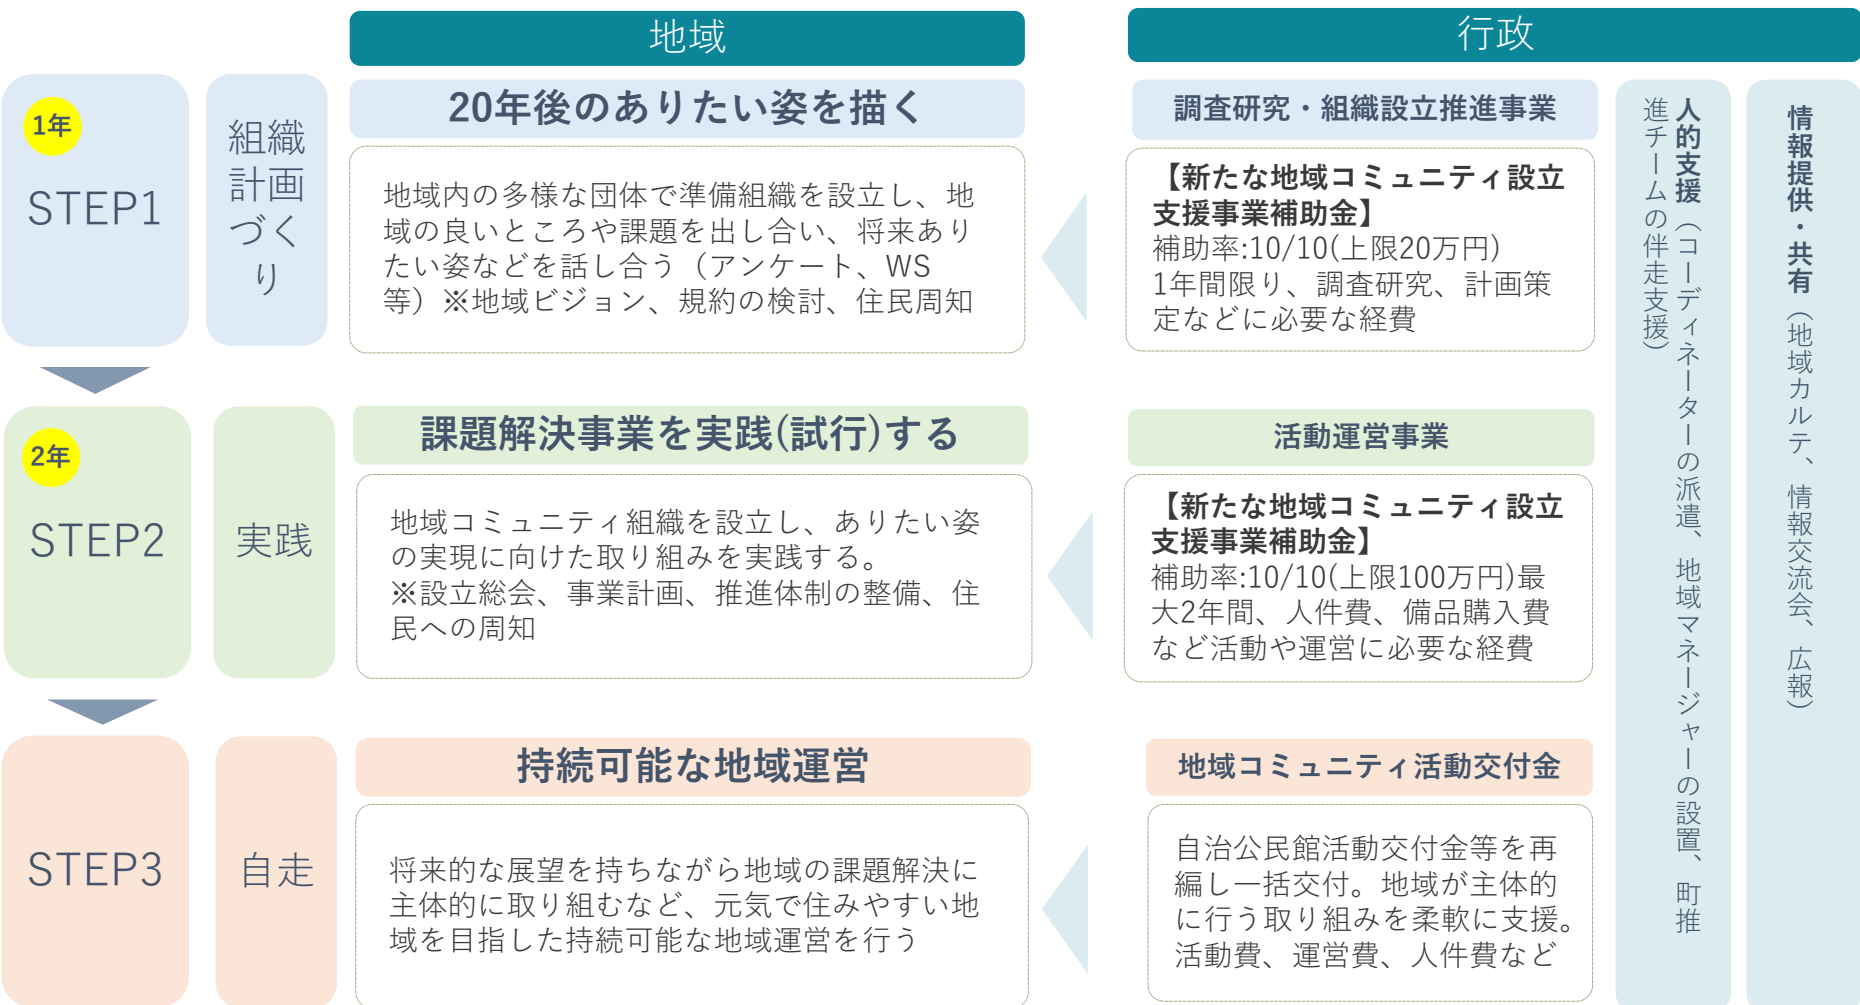 地域
行政
1年
STEP1
組織
計画
づく
り
20年後のありたい姿を描く
地域内の多様な団体で準備組織を設立し、地
域の良いところや課題を出し合い、将来あり
たい姿などを話し合う（アンケート、WS
等）※地域ビジョン、規約の検討、住民周知
調査研究・組織設立推進事業
【新たな地域コミュニティ設立
支援事業補助金】
補助率:10/10(上限20万円)
1年間限り、調査研究、計画策
定などに必要な経費
2年
STEP2
実践
課題解決事業を実践(試行)する
地域コミュニティ組織を設立し、ありたい姿
の実現に向けた取り組みを実践する。
※設立総会、事業計画、推進体制の整備、住
民への周知
活動運営事業
【新たな地域コミュニティ設立
支援事業補助金】
補助率:10/10(上限100万円)最
大2年間、人件費、備品購入費
など活動や運営に必要な経費
STEP3
自走
持続可能な地域運営
将来的な展望を持ちながら地域の課題解決に
主体的に取り組むなど、元気で住みやすい地
域を目指した持続可能な地域運営を行う
地域コミュニティ活動交付金
自治公民館活動交付金等を再
編し一括交付。地域が主体的
に行う取り組みを柔軟に支援。
活動費、運営費、人件費など
人的支援（コーディネーターの派遣、地域マネージャーの設置、町推
進チームの伴走支援）
情報提供・共有（地域カルテ、情報交流会、広報）